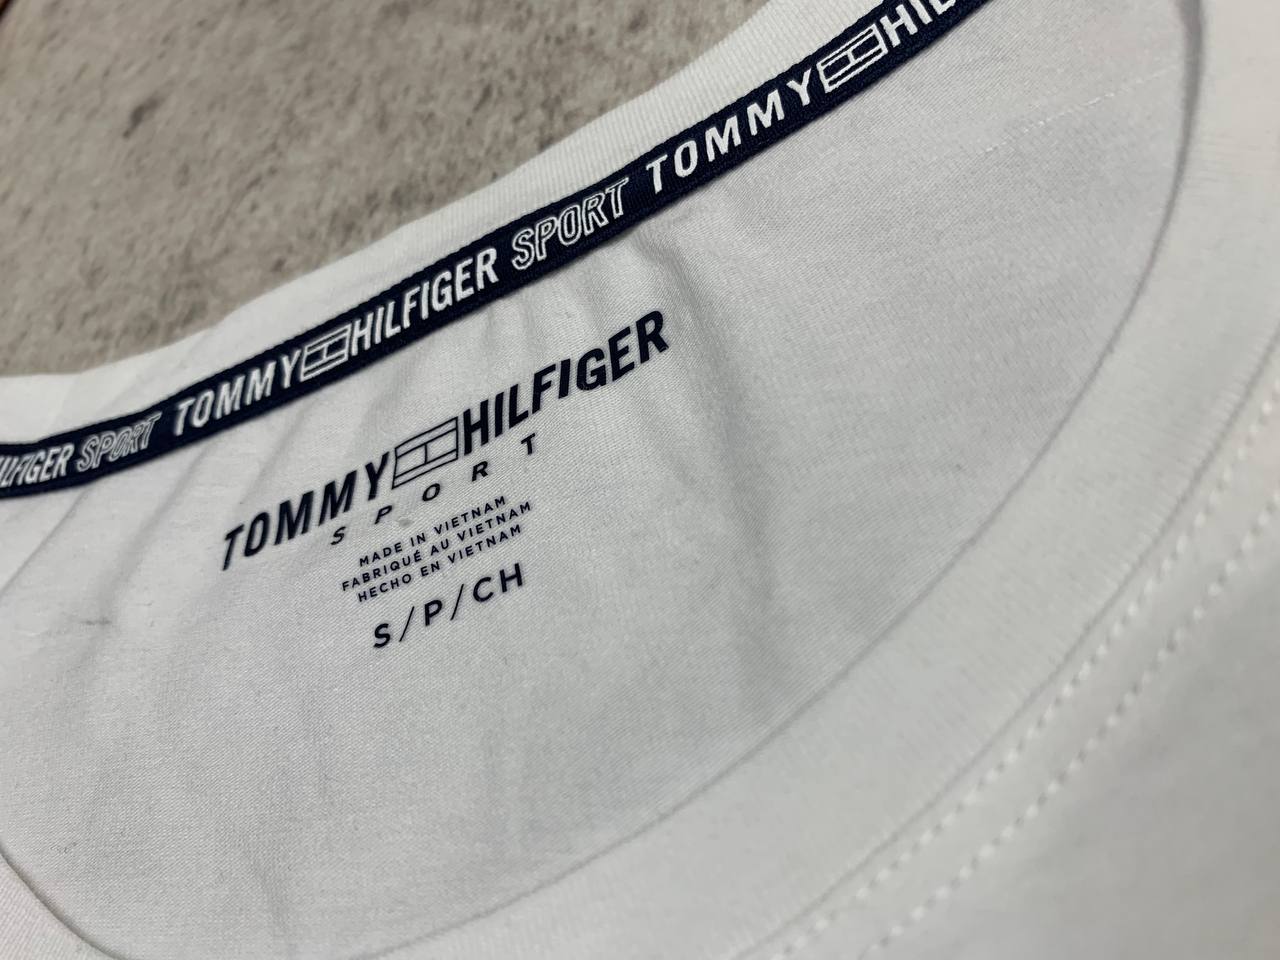 HILFIGER SPORT TOMMY HILFIGER SPORT TOMMY HIL
TOMMY HILFIGER
SPORT
MADE IN VIETNAM
FABRIQUÉ AU VIETNAM
HECHO EN VIETNAM
S/P/CH